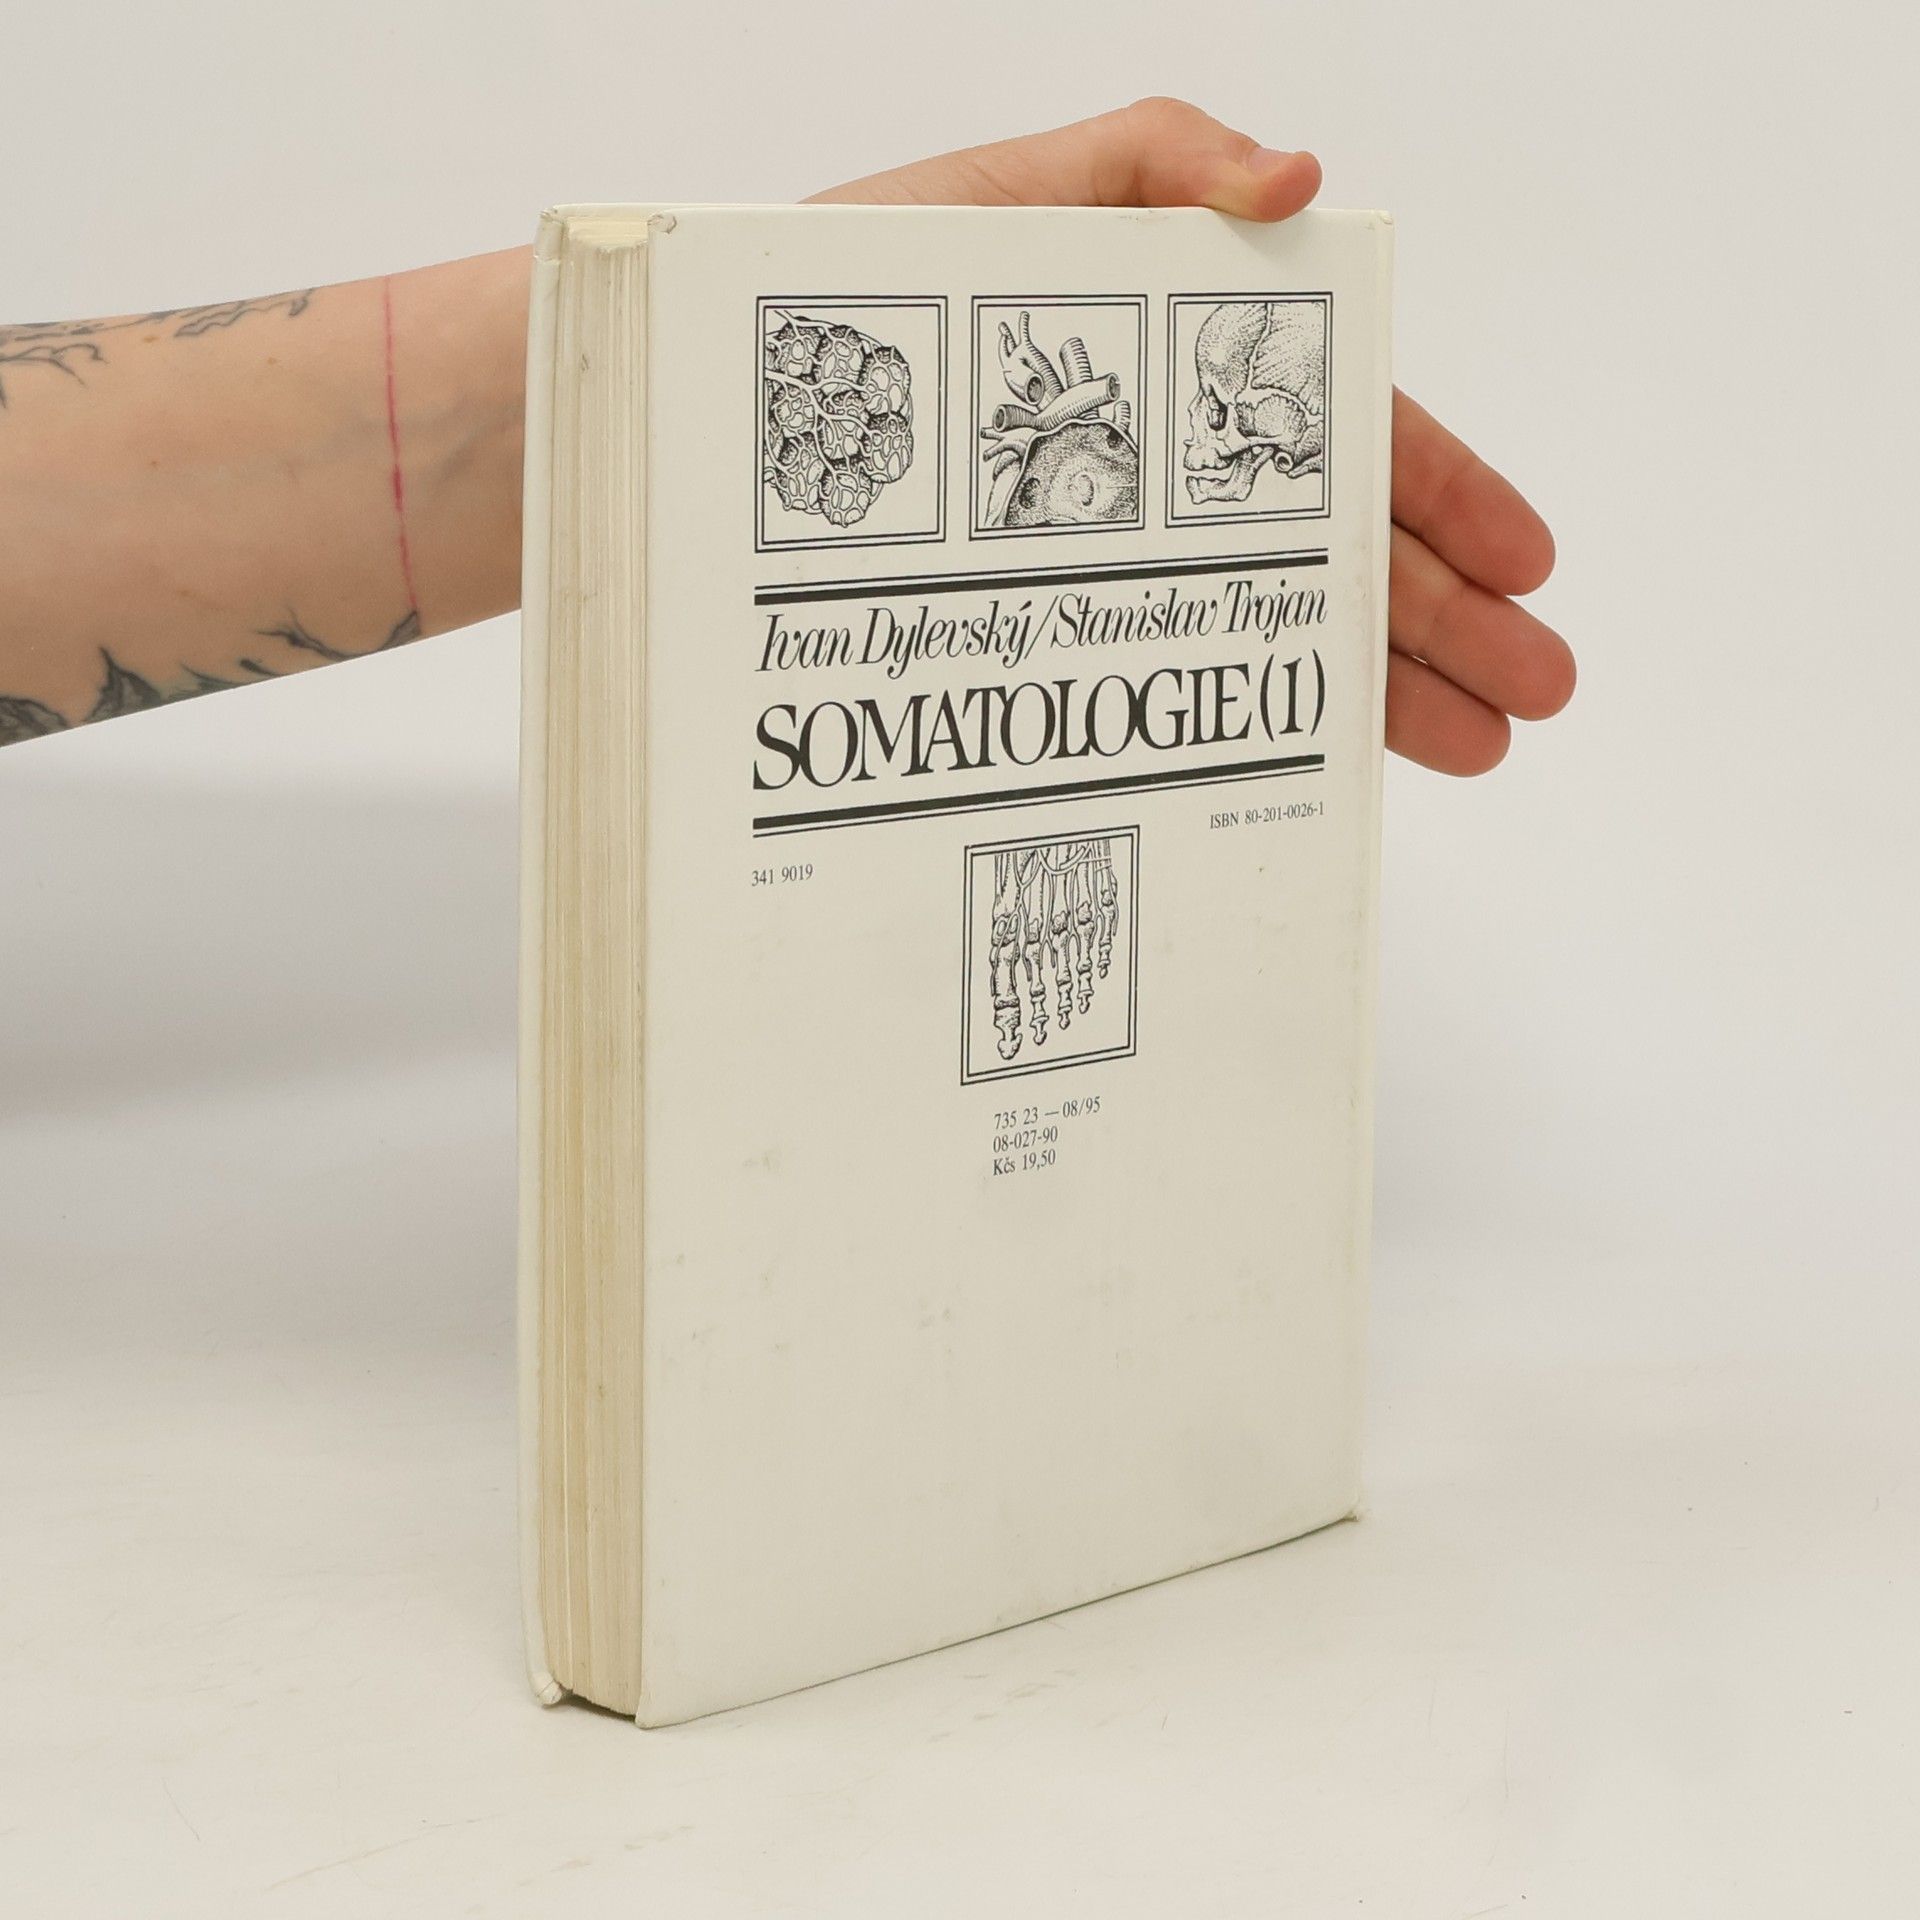 Ivan Dylevský/Stanislav Trojan
SOMATOLOGIE(1)
ISBN 80-201-0026-1
341 9019
735 23 — 08/95
08-027-90
Kčs 19,50